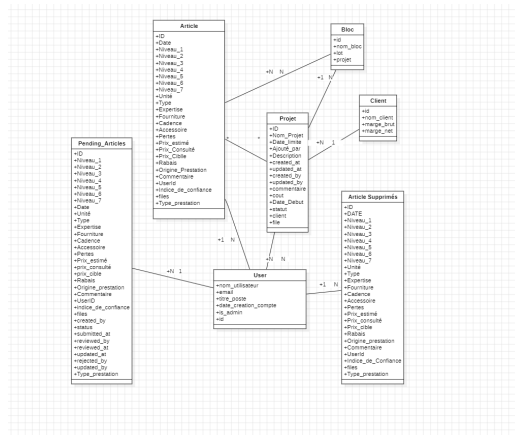 Article
+ID
+Date
+Niveau_1
+Niveau_2
+Niveau_3
+Niveau_4
+Niveau_5
+Niveau_6
+Niveau_7
+Unité
+Type
+Expertise
+Fourniture
+Cadence
+Accessoire
+Pertes
+Prix_estimé
+Prix_Consulté
+Prix_Cible
+Rabais
+Origine_Prestation
+Commentaire
+UserId
+Indice_de_confiance
+files
+Type_prestation
Bloc
+id
+nom_bloc
+lot
+projet
+N N
+1 N
Client
+id
+nom_client
+marge_brut
+marge_net
Projet
+ID
+Nom_Projet
+Date_limite
+Ajouté_par
+Description
+created_at
+updated_at
+created_by
+updated_by
+commentaire
+cout
+Date_Debut
+statut
+client
+file
* *
+N 1
Pending_Articles
+ID
+Niveau_1
+Niveau_2
+Niveau_3
+Niveau_4
+Niveau_5
+Niveau_6
+Niveau_7
+Date
+Unité
+Type
+Expertise
+Fourniture
+Cadence
+Accessoire
+Pertes
+Prix_estimé
+prix_consulté
+prix_cible
+Rabais
+Origine_prestation
+Commentaire
+UserID
+indice_de_confiance
+files
+created_by
+status
+submitted_at
+reviewed_by
+reviewed_at
+updated_at
+rejected_by
+updated_by
+Type_prestation
Article Supprimés
+ID
+DATE
+Niveau_1
+Niveau_2
+Niveau_3
+Niveau_4
+Niveau_5
+Niveau_6
+Niveau_7
+Unité
+Type
+Expertise
+Fourniture
+Cadence
+Accessoire
+Pertes
+Prix_estimé
+Prix_consulté
+Prix_cible
+Rabais
+Origine_prestation
+Commentaire
+UserId
+Indice_de_Confiance
+files
+Type_prestation
+1 N
+N N
+N 1
+1 N
User
+nom_utilisateur
+email
+titre_poste
+date_creation_compte
+is_admin
+id